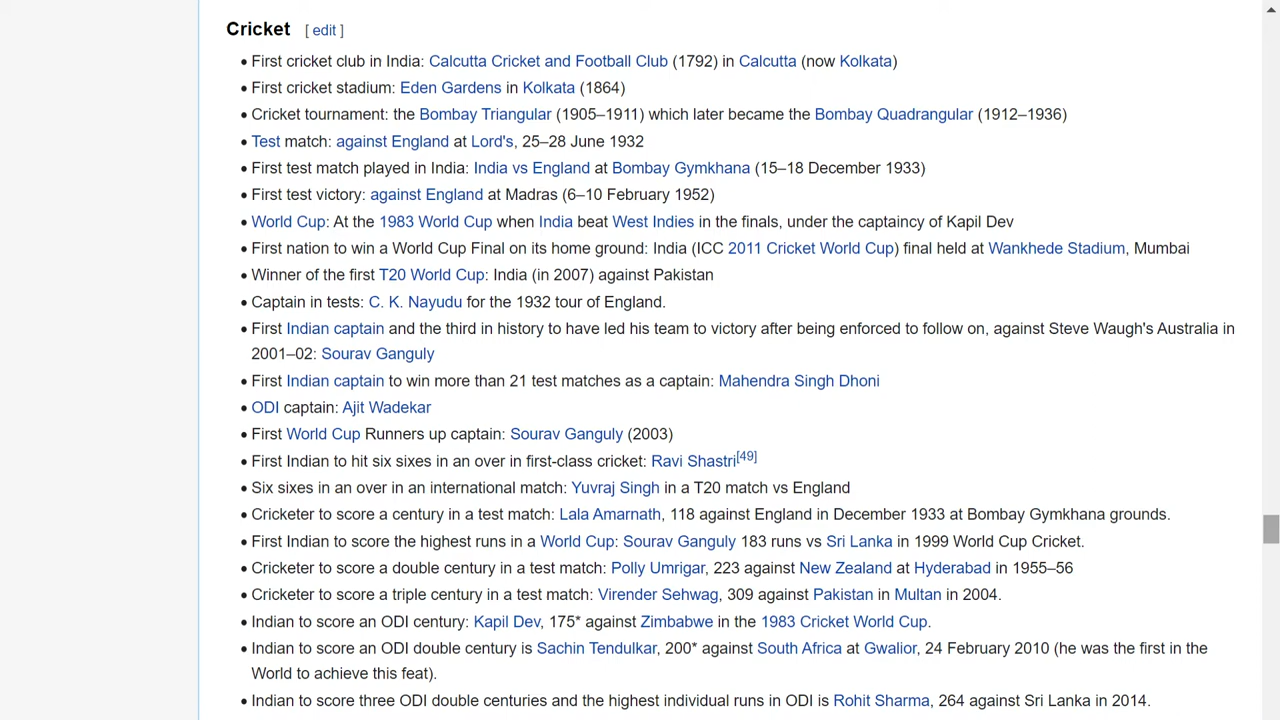 Cricket [ edit ]
• First cricket club in India: Calcutta Cricket and Football Club (1792) in Calcutta (now Kolkata)
• First cricket stadium: Eden Gardens in Kolkata (1864)
• Cricket tournament: the Bombay Triangular (1905–1911) which later became the Bombay Quadrangular (1912–1936)
• Test match: against England at Lord's, 25–28 June 1932
• First test match played in India: India vs England at Bombay Gymkhana (15–18 December 1933)
• First test victory: against England at Madras (6–10 February 1952)
• World Cup: At the 1983 World Cup when India beat West Indies in the finals, under the captaincy of Kapil Dev
• First nation to win a World Cup Final on its home ground: India (ICC 2011 Cricket World Cup) final held at Wankhede Stadium, Mumbai
• Winner of the first T20 World Cup: India (in 2007) against Pakistan
• Captain in tests: C. K. Nayudu for the 1932 tour of England.
• First Indian captain and the third in history to have led his team to victory after being enforced to follow on, against Steve Waugh's Australia in
2001–02: Sourav Ganguly
• First Indian captain to win more than 21 test matches as a captain: Mahendra Singh Dhoni
• ODI captain: Ajit Wadekar
• First World Cup Runners up captain: Sourav Ganguly (2003)
• First Indian to hit six sixes in an over in first-class cricket: Ravi Shastri[49]
• Six sixes in an over in an international match: Yuvraj Singh in a T20 match vs England
• Cricketer to score a century in a test match: Lala Amarnath, 118 against England in December 1933 at Bombay Gymkhana grounds.
• First Indian to score the highest runs in a World Cup: Sourav Ganguly 183 runs vs Sri Lanka in 1999 World Cup Cricket.
• Cricketer to score a double century in a test match: Polly Umrigar, 223 against New Zealand at Hyderabad in 1955–56
• Cricketer to score a triple century in a test match: Virender Sehwag, 309 against Pakistan in Multan in 2004.
• Indian to score an ODI century: Kapil Dev, 175* against Zimbabwe in the 1983 Cricket World Cup.
• Indian to score an ODI double century is Sachin Tendulkar, 200* against South Africa at Gwalior, 24 February 2010 (he was the first in the
World to achieve this feat).
• Indian to score three ODI double centuries and the highest individual runs in ODI is Rohit Sharma, 264 against Sri Lanka in 2014.